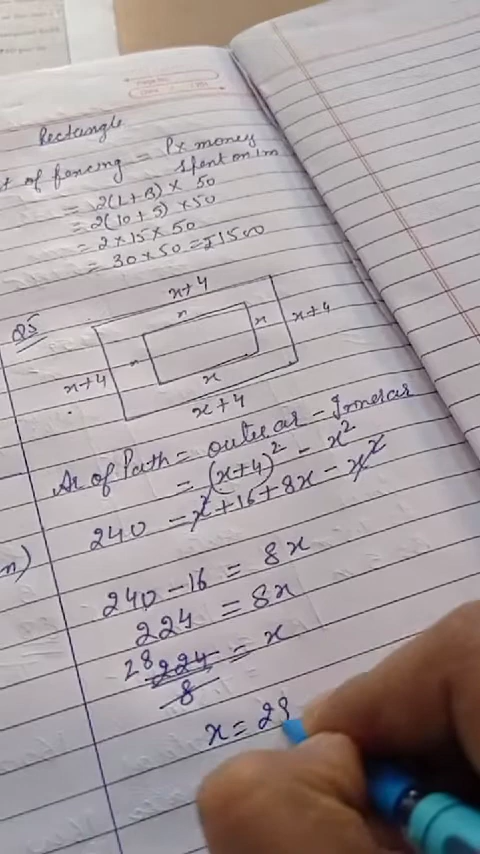 Rectangle
t of fencing = P x money
spent on 1m
= 2(L+B) × 50
= 2(10+5) ×50
= 2×15×50
= 30×50 = ₹1500
Q5
x+4
x
x+4 x x x+4
x
x+4
Ar of Path = outer ar - Inner ar
= (x+4)² - x²
240 - x² + 16 + 8x - x²
n)
240 - 16 = 8x
224 = 8x
28 224/8 = x
x = 28